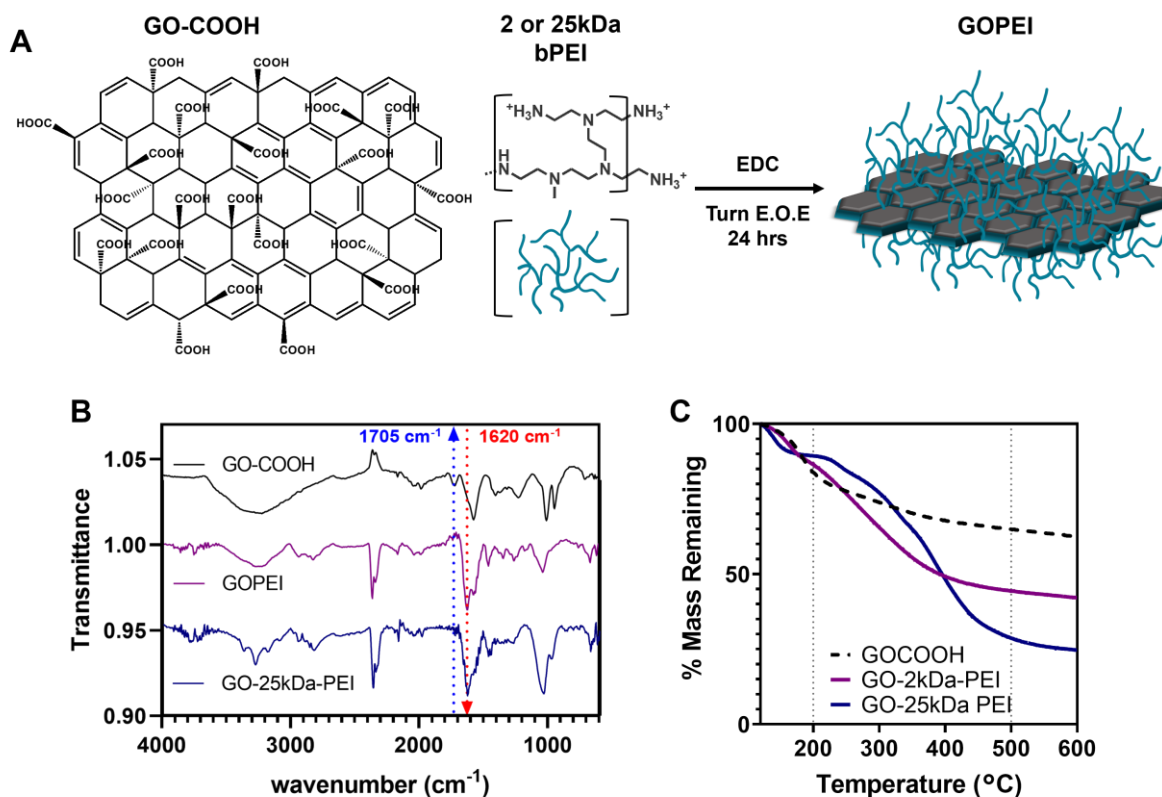 A
GO-COOH
2 or 25kDa
bPEI
GOPEI
COOH
COOH
COOH
COOH
COOH
COOH
HOOC
COOH
COOH
COOH
COOH
COOH
HOOC
COOH
COOH
COOH
COOH
HOOC
COOH
COOH
COOH
COOH
+H3N
N
NH3+
H
N
N
N
NH3+
EDC
Turn E.O.E
24 hrs
B
1705 cm-1
1620 cm-1
GO-COOH
GOPEI
GO-25kDa-PEI
1.05
1.00
0.95
0.90
Transmittance
4000
3000
2000
1000
wavenumber (cm-1)
C
100
50
0
% Mass Remaining
GOCOOH
GO-2kDa-PEI
GO-25kDa PEI
200
300
400
500
600
Temperature (°C)